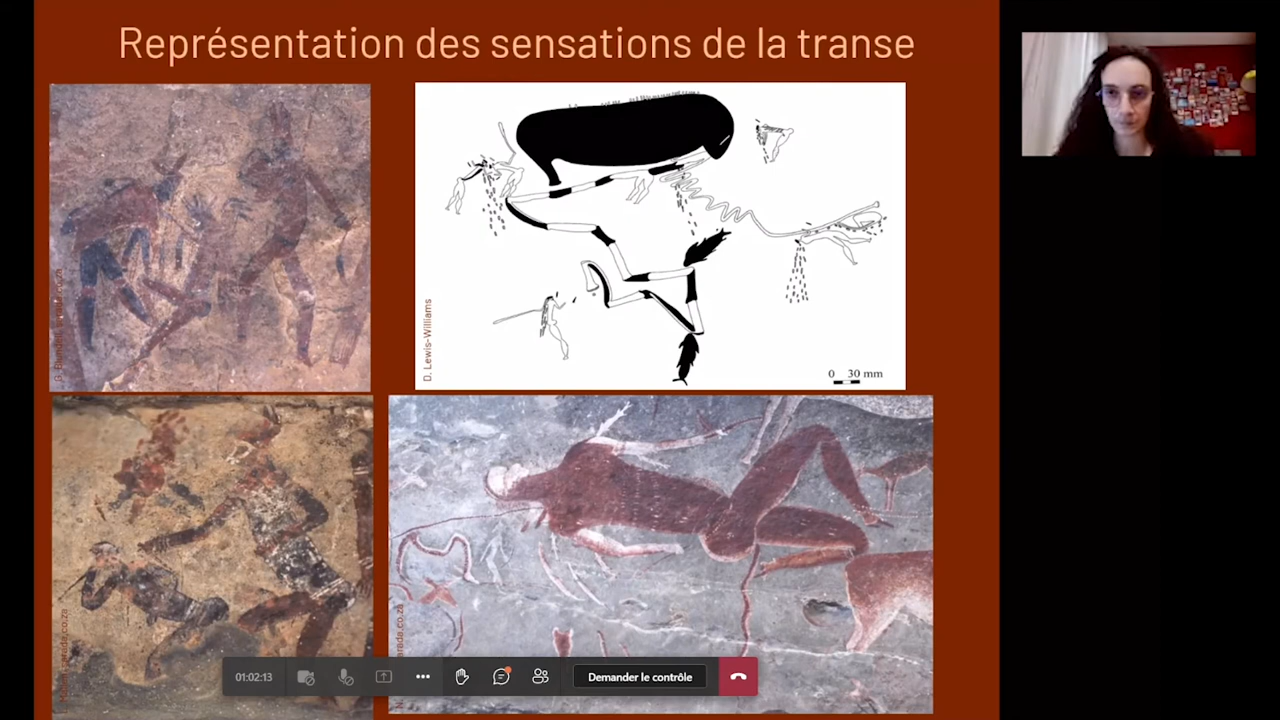 Représentation des sensations de la transe
D. Lewis-Williams
0 30 mm
01:02:13
Demander le contrôle